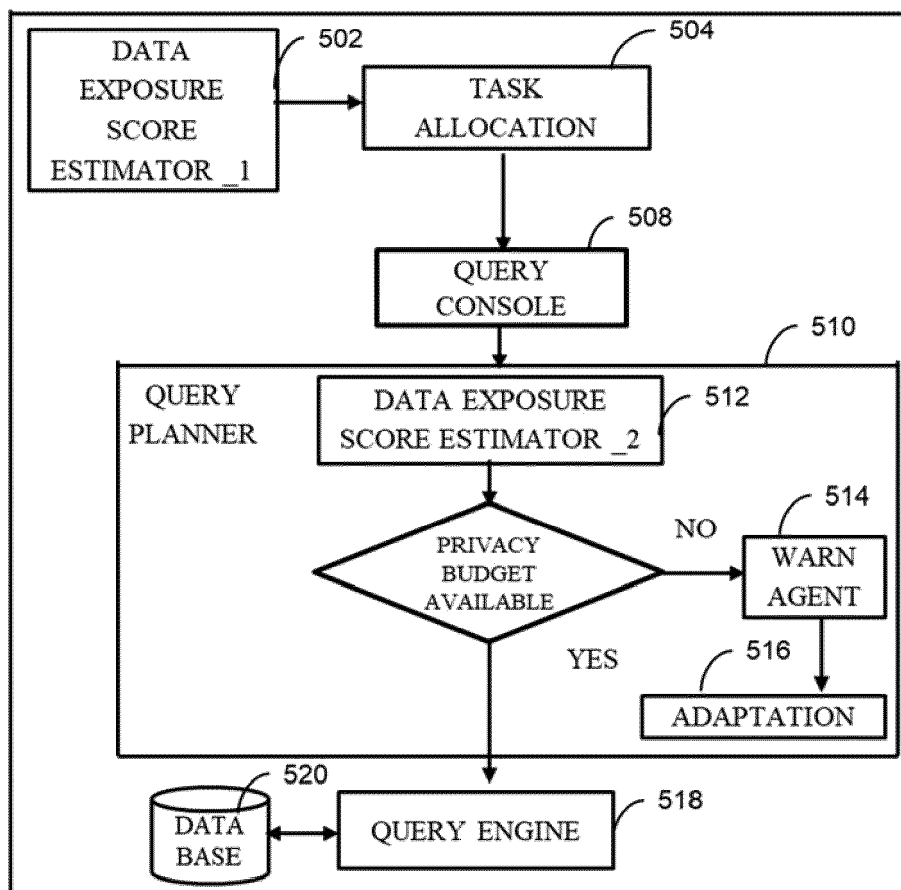 502
DATA
EXPOSURE
SCORE
ESTIMATOR _1
504
TASK
ALLOCATION
508
QUERY
CONSOLE
510
QUERY
PLANNER
DATA EXPOSURE
SCORE ESTIMATOR _2
512
PRIVACY
BUDGET
AVAILABLE
NO
514
WARN
AGENT
YES
516
ADAPTATION
520
DATA
BASE
QUERY ENGINE
518